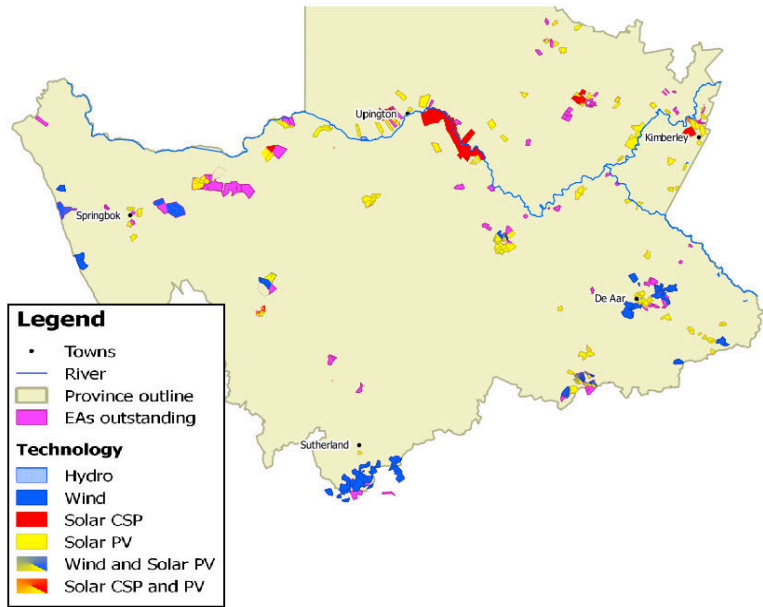 Upington
Kimberley
Springbok
De Aar
Sutherland
Legend
Towns
River
Province outline
EAs outstanding
Technology
Hydro
Wind
Solar CSP
Solar PV
Wind and Solar PV
Solar CSP and PV